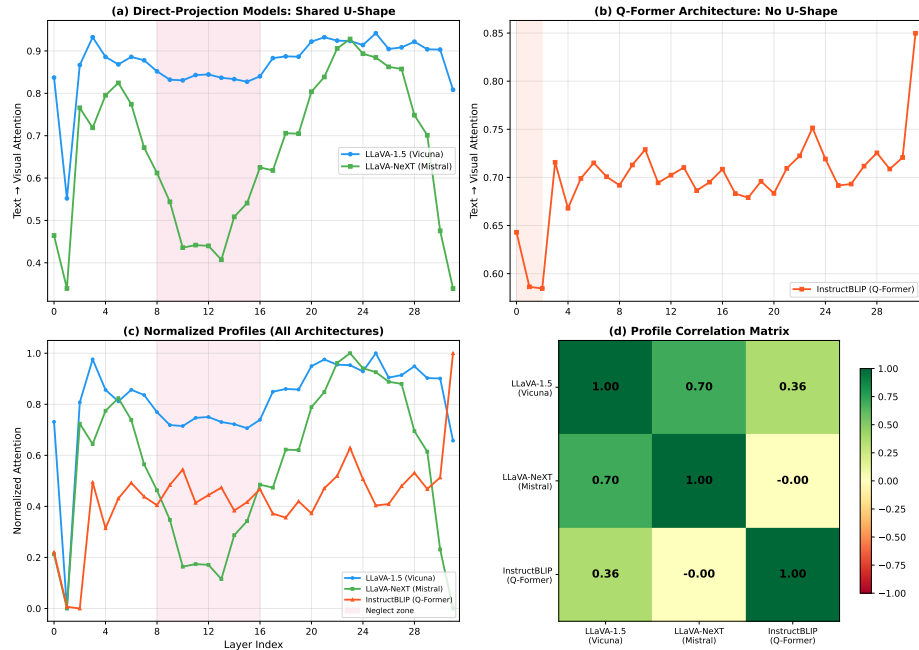 (a) Direct-Projection Models: Shared U-Shape
Text → Visual Attention
0.9
0.8
0.7
0.6
0.5
0.4
0 4 8 12 16 20 24 28
LLaVA-1.5 (Vicuna)
LLaVA-NeXT (Mistral)
(b) Q-Former Architecture: No U-Shape
Text → Visual Attention
0.85
0.80
0.75
0.70
0.65
0.60
0 4 8 12 16 20 24 28
InstructBLIP (Q-Former)
(c) Normalized Profiles (All Architectures)
Normalized Attention
1.0
0.8
0.6
0.4
0.2
0.0
0 4 8 12 16 20 24 28
Layer Index
LLaVA-1.5 (Vicuna)
LLaVA-NeXT (Mistral)
InstructBLIP (Q-Former)
Neglect zone
(d) Profile Correlation Matrix
LLaVA-1.5
(Vicuna)
1.00 0.70 0.36
LLaVA-NeXT
(Mistral)
0.70 1.00 -0.00
InstructBLIP
(Q-Former)
0.36 -0.00 1.00
LLaVA-1.5 LLaVA-NeXT InstructBLIP
(Vicuna) (Mistral) (Q-Former)
1.00
0.75
0.50
0.25
0.00
−0.25
−0.50
−0.75
−1.00